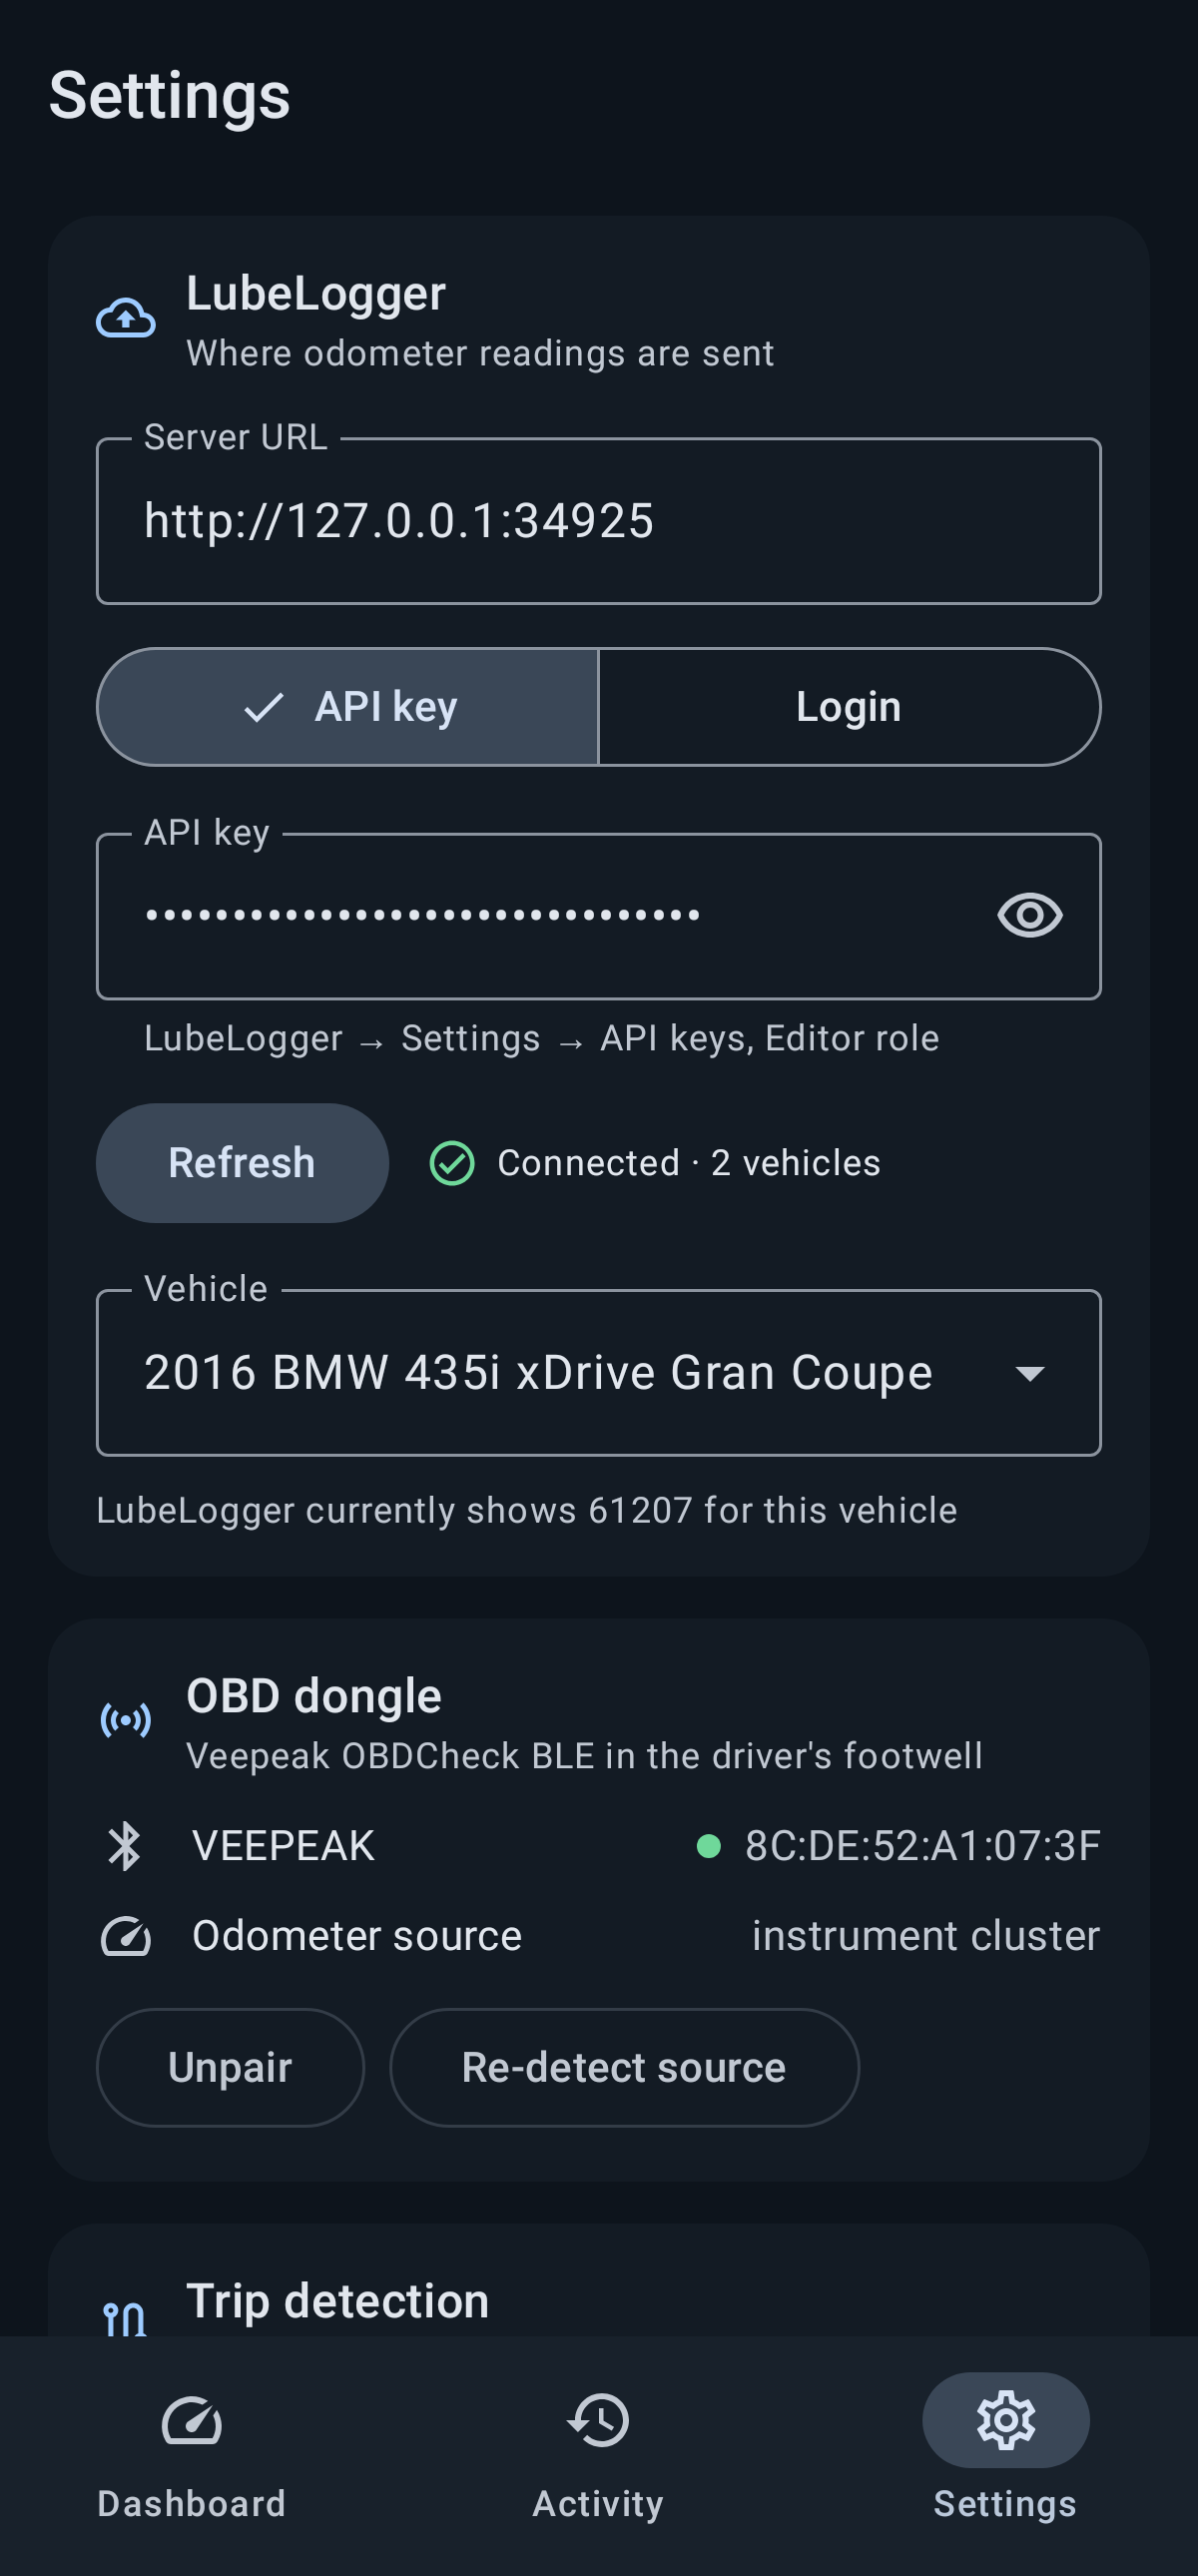 Settings
LubeLogger
Where odometer readings are sent
Server URL
http://127.0.0.1:34925
API key
Login
API key
••••••••••••••••••••••••••••••••
LubeLogger → Settings → API keys, Editor role
Refresh
Connected · 2 vehicles
Vehicle
2016 BMW 435i xDrive Gran Coupe
LubeLogger currently shows 61207 for this vehicle
OBD dongle
Veepeak OBDCheck BLE in the driver's footwell
VEEPEAK
8C:DE:52:A1:07:3F
Odometer source
instrument cluster
Unpair
Re-detect source
Trip detection
Dashboard
Activity
Settings